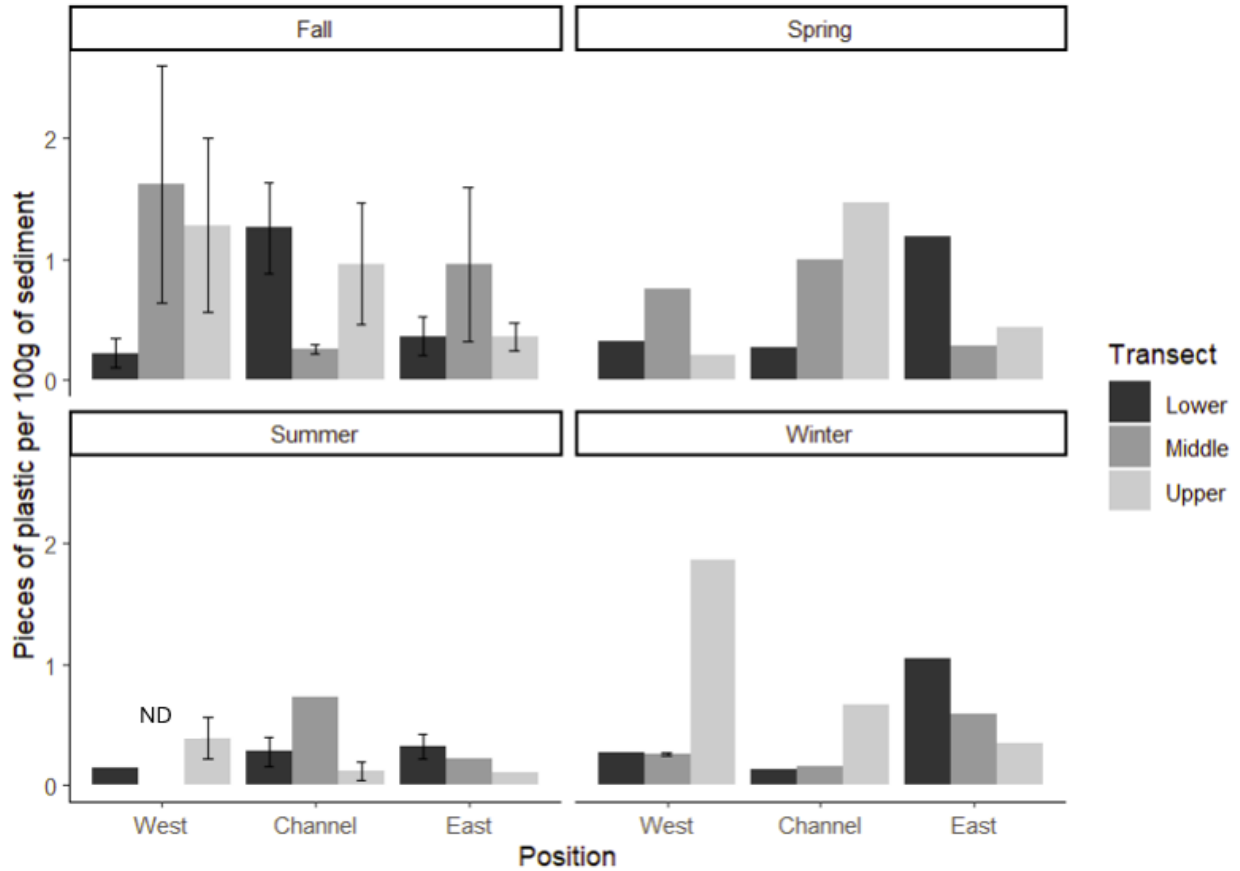 Fall
Spring
2
1
0
Summer
Winter
2
1
0
ND
West
Channel
East
West
Channel
East
Position
Pieces of plastic per 100g of sediment
Transect
Lower
Middle
Upper